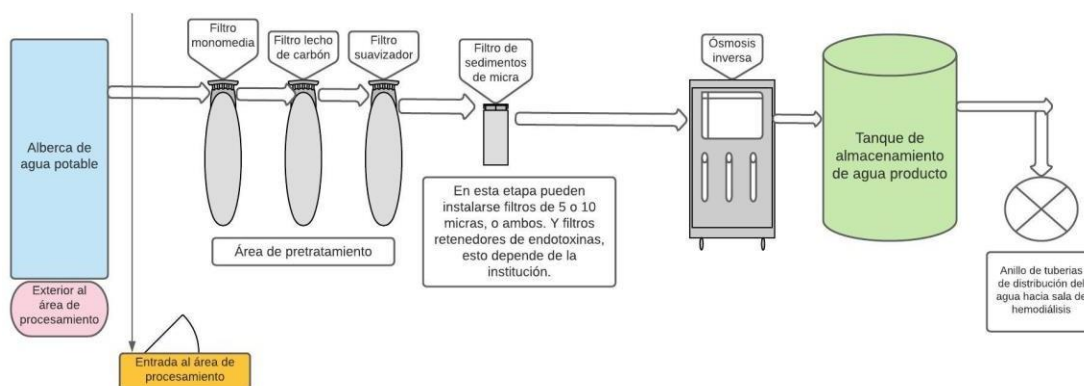 Filtro
monomedia
Filtro lecho
de carbón
Filtro
suavizador
Filtro de
sedimentos
de micra
Ósmosis
inversa
Alberca de
agua potable
Tanque de
almacenamiento
de agua producto
En esta etapa pueden
instalarse filtros de 5 o 10
micras, o ambos. Y filtros
retenedores de endotoxinas,
esto depende de la
institución.
Área de pretratamiento
Exterior al
área de
procesamiento
Anillo de tuberias
de distribución del
agua hacia sala de
hemodiálisis
Entrada al área de
procesamiento